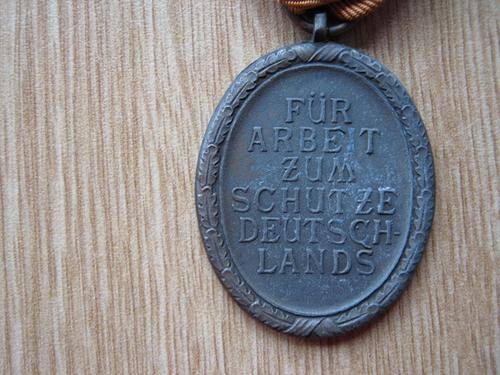 FÜR
ARBEIT
ZUM
SCHUTZE
DEUTSCH-
LANDS